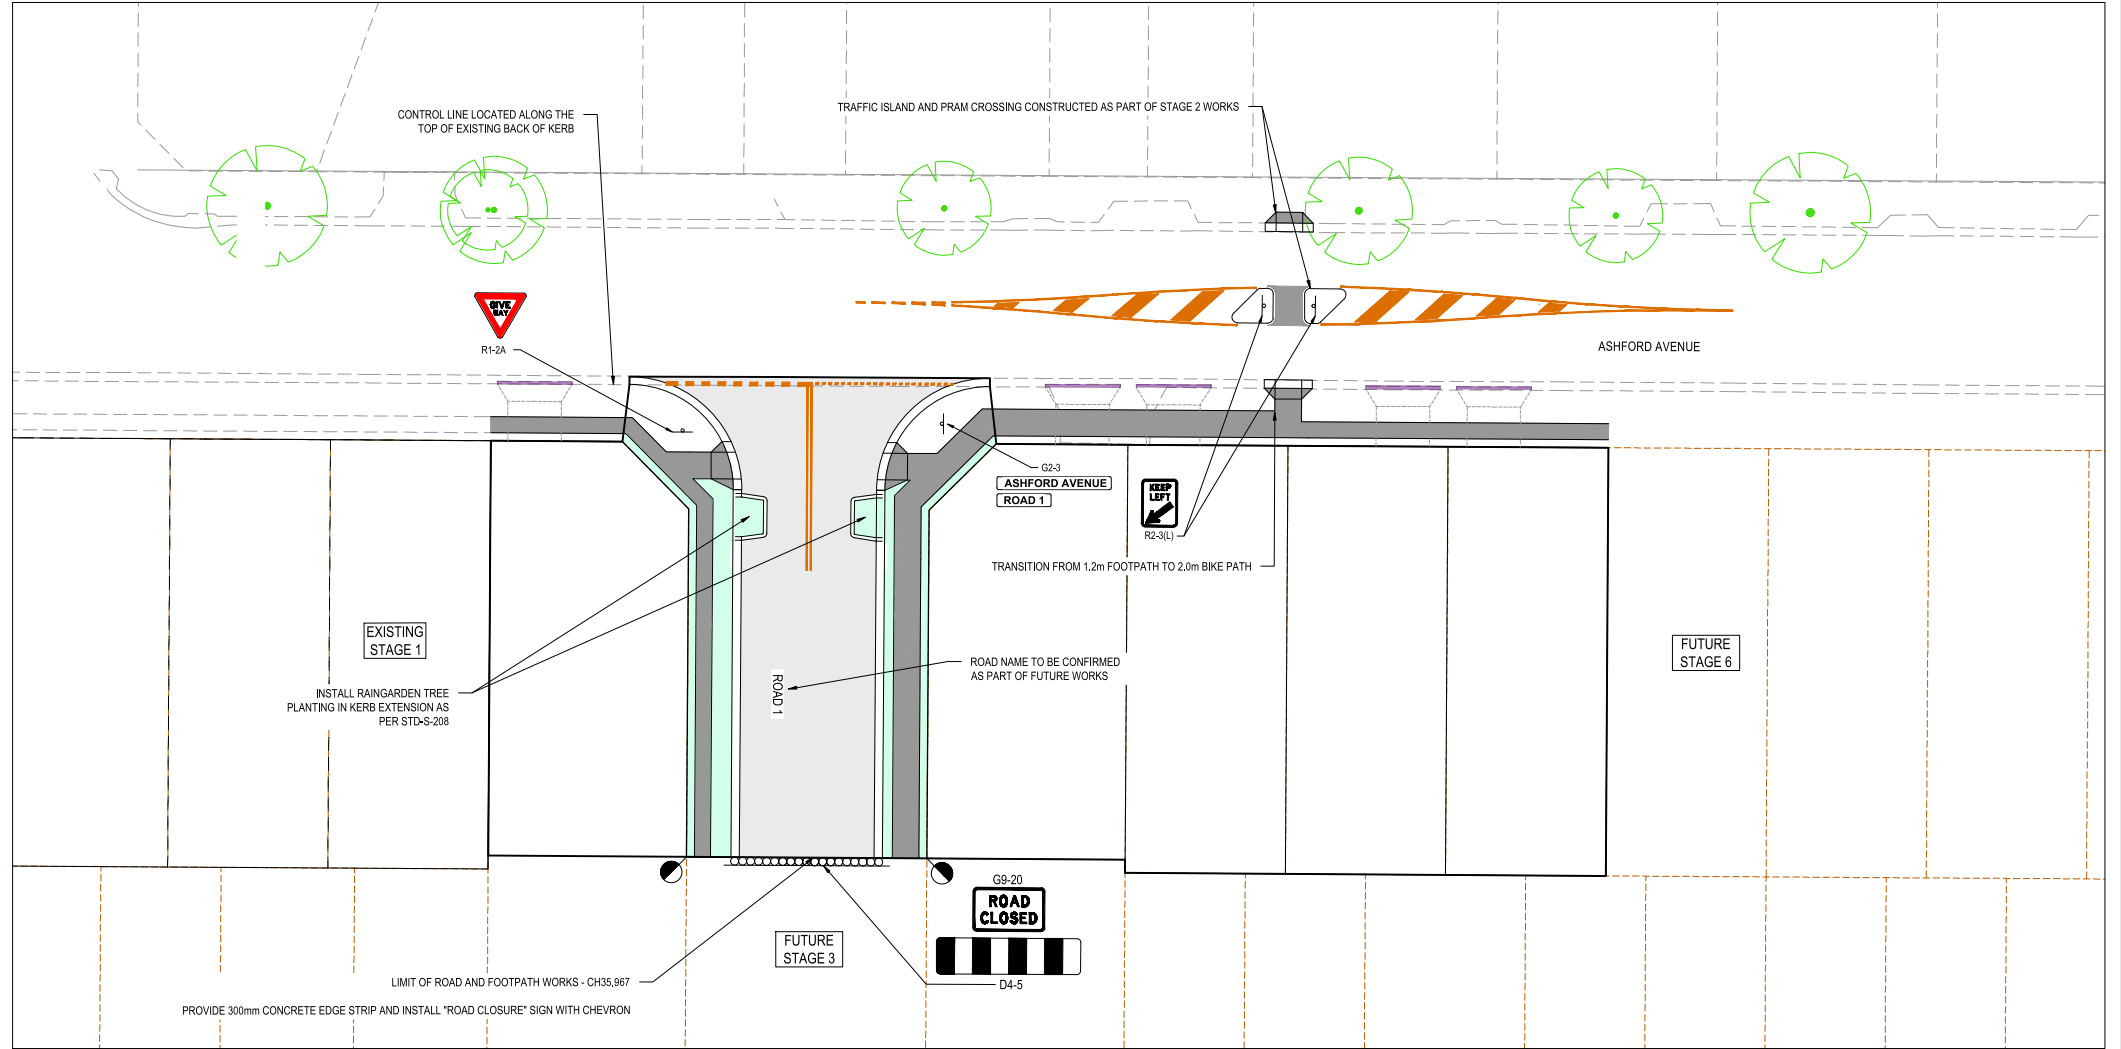 CONTROL LINE LOCATED ALONG THE
TOP OF EXISTING BACK OF KERB
TRAFFIC ISLAND AND PRAM CROSSING CONSTRUCTED AS PART OF STAGE 2 WORKS
GIVE
WAY
R1-2A
ASHFORD AVENUE
G2-3
ASHFORD AVENUE
ROAD 1
KEEP
LEFT
R2-3(L)
TRANSITION FROM 1.2m FOOTPATH TO 2.0m BIKE PATH
EXISTING
STAGE 1
FUTURE
STAGE 6
ROAD NAME TO BE CONFIRMED
AS PART OF FUTURE WORKS
ROAD 1
INSTALL RAINGARDEN TREE
PLANTING IN KERB EXTENSION AS
PER STD-S-208
G9-20
ROAD
CLOSED
FUTURE
STAGE 3
LIMIT OF ROAD AND FOOTPATH WORKS - CH35,967
D4-5
PROVIDE 300mm CONCRETE EDGE STRIP AND INSTALL "ROAD CLOSURE" SIGN WITH CHEVRON